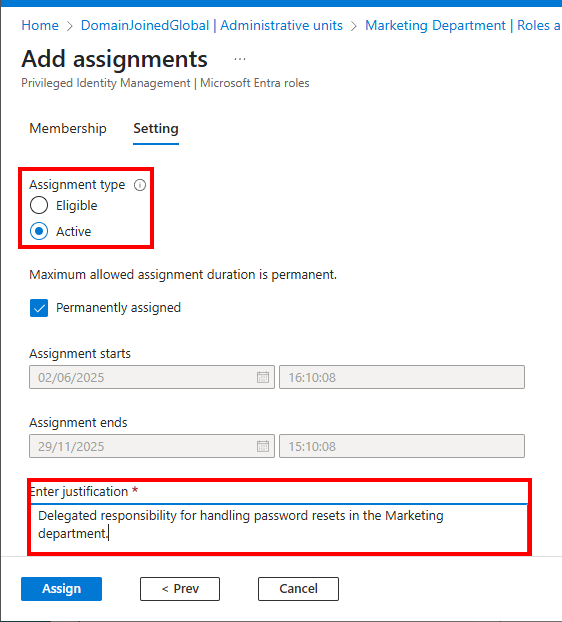 Home > DomainJoinedGlobal | Administrative units > Marketing Department | Roles a
Add assignments ...
Privileged Identity Management | Microsoft Entra roles
Membership Setting
Assignment type
Eligible
Active
Maximum allowed assignment duration is permanent.
Permanently assigned
Assignment starts
02/06/2025 16:10:08
Assignment ends
29/11/2025 15:10:08
Enter justification *
Delegated responsibility for handling password resets in the Marketing
department.
Assign < Prev Cancel